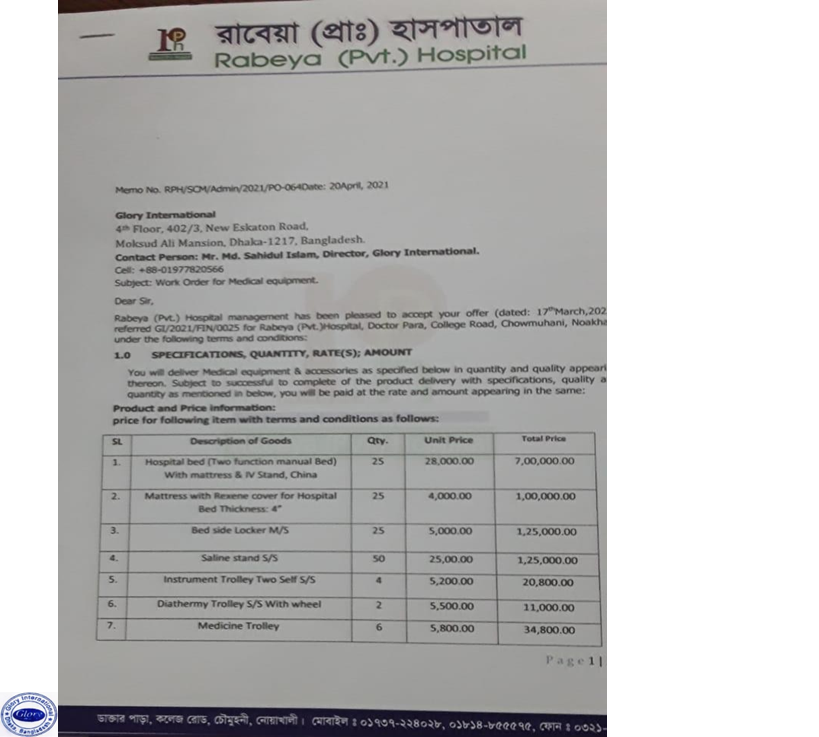 রাবেয়া (প্রাঃ) হাসপাতাল
Rabeya (Pvt.) Hospital
Memo No. RPH/SCM/Admin/2021/PO-064Date: 20April, 2021
Glory International
4th Floor, 402/3, New Eskaton Road,
Moksud Ali Mansion, Dhaka-1217, Bangladesh.
Contact Person: Mr. Md. Sahidul Islam, Director, Glory International.
Cell: +88-01977820566
Subject: Work Order for Medical equipment.
Dear Sir,
Rabeya (Pvt.) Hospital management has been pleased to accept your offer (dated: 17thMarch,202
referred GI/2021/FIN/0025 for Rabeya (Pvt.)Hospital, Doctor Para, College Road, Chowmuhani, Noakha
under the following terms and conditions:
1.0 SPECIFICATIONS, QUANTITY, RATE(S); AMOUNT
You will deliver Medical equipment & accessories as specified below in quantity and quality appeari
thereon. Subject to successful to complete of the product delivery with specifications, quality a
quantity as mentioned in below, you will be paid at the rate and amount appearing in the same:
Product and Price information:
price for following item with terms and conditions as follows:
SL Description of Goods Qty. Unit Price Total Price
1. Hospital bed (Two function manual Bed) 25 28,000.00 7,00,000.00
With mattress & IV Stand, China
2. Mattress with Rexene cover for Hospital 25 4,000.00 1,00,000.00
Bed Thickness: 4"
3. Bed side Locker M/S 25 5,000.00 1,25,000.00
4. Saline stand S/S 50 25,00.00 1,25,000.00
5. Instrument Trolley Two Self S/S 4 5,200.00 20,800.00
6. Diathermy Trolley S/S With wheel 2 5,500.00 11,000.00
7. Medicine Trolley 6 5,800.00 34,800.00
Page 1 |
ডাক্তার পাড়া, কলেজ রোড, চৌমুহনী, নোয়াখালী। মোবাইল ঃ ০১৭৩৭-২২৪০২৮, ০১৮১৪-৮৫৫৫৭৫, ফোন ঃ ০৩২১-
Glory International
Glory
Dhaka, Bangladesh